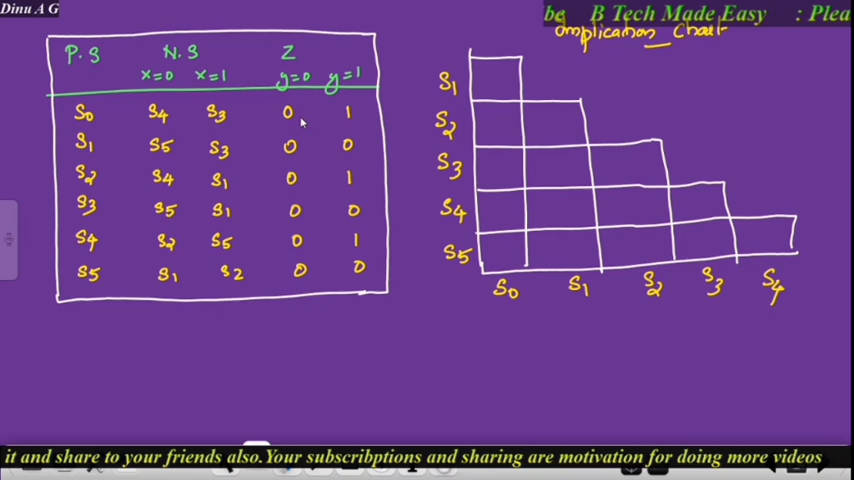 Dinu A G
be B Tech Made Easy : Plea
Implication Chart
P.S N.S Z
x=0 x=1 y=0 y=1
S0 S4 S3 0 1
S1 S5 S3 0 0
S2 S4 S1 0 1
S3 S5 S1 0 0
S4 S2 S5 0 1
S5 S1 S2 0 0
S1
S2
S3
S4
S5
S0 S1 S2 S3 S4
it and share to your friends also.Your subscribptions and sharing are motivation for doing more videos